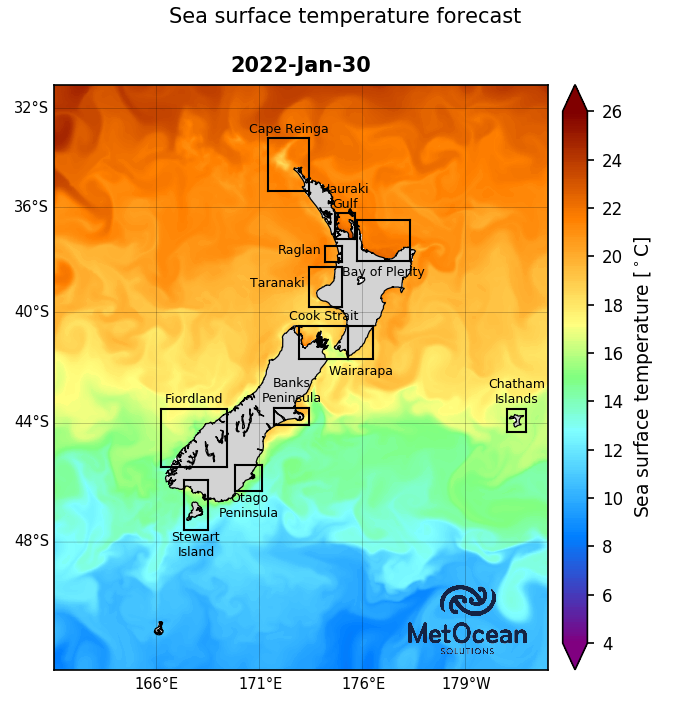 Sea surface temperature forecast
2022-Jan-30
32°S
36°S
40°S
44°S
48°S
Cape Reinga
Hauraki
Gulf
Raglan
Bay of Plenty
Taranaki
Cook Strait
Wairarapa
Banks
Peninsula
Fiordland
Chatham
Islands
Otago
Peninsula
Stewart
Island
MetOcean
SOLUTIONS
166°E
171°E
176°E
179°W
26
24
22
20
18
16
14
12
10
8
6
4
Sea surface temperature [°C]